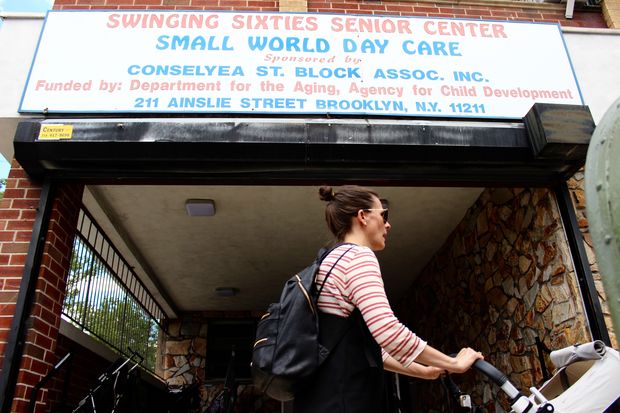 SWINGING SIXTIES SENIOR CENTER
SMALL WORLD DAY CARE
Sponsored by
CONSELYEA ST. BLOCK ASSOC. INC.
Funded by: Department for the Aging, Agency for Child Development
211 AINSLIE STREET BROOKLYN, N.Y. 11211
CENTURY